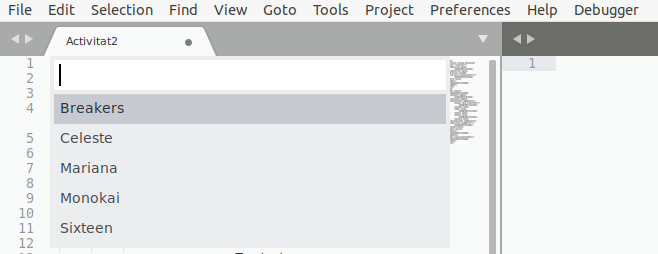 File Edit Selection Find View Goto Tools Project Preferences Help Debugger
Activitat2
1
2
3
4
5
6
7
8
9
10
11
12
Breakers
Celeste
Mariana
Monokai
Sixteen
1